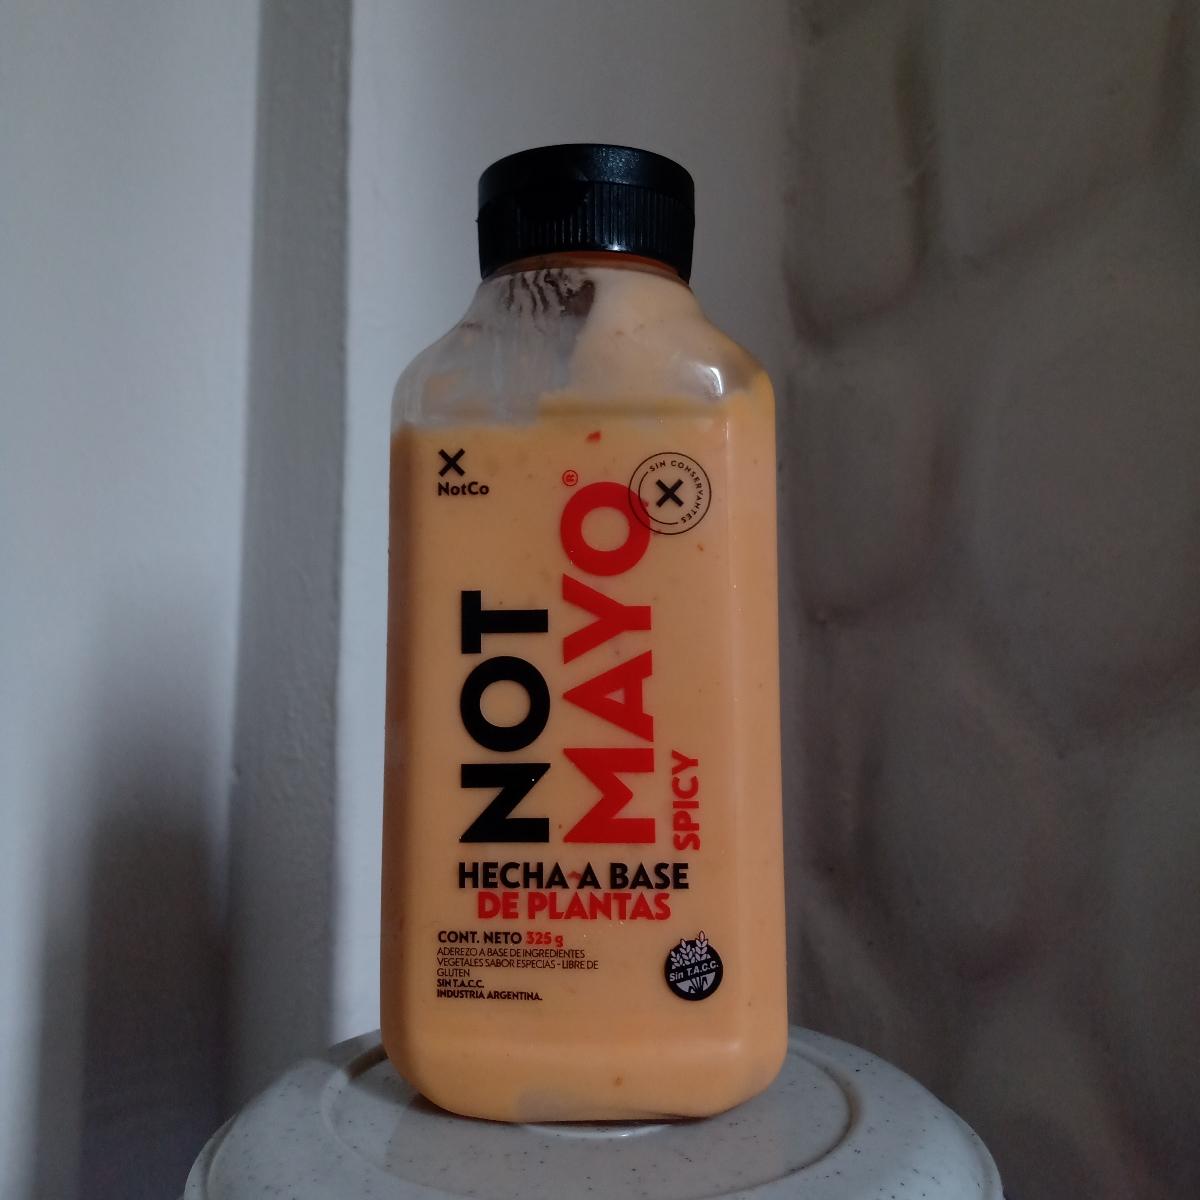 NotCo
SIN CONSERVANTES
NOT
MAYO®
SPICY
HECHA A BASE
DE PLANTAS
CONT. NETO 325 g
ADEREZO A BASE DE INGREDIENTES
VEGETALES SABOR ESPECIAS - LIBRE DE
GLUTEN
SIN T.A.C.C.
INDUSTRIA ARGENTINA.
Sin T.A.C.C.